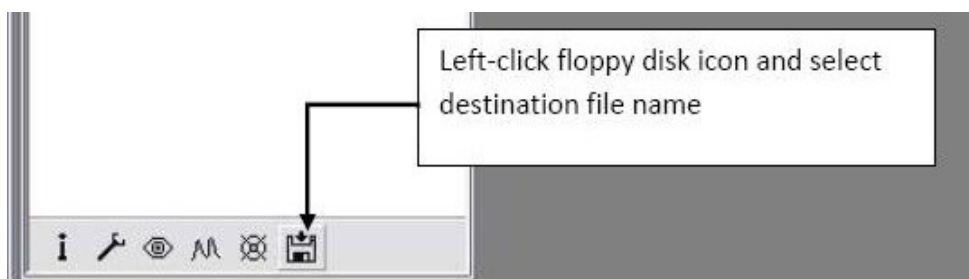 Left-click floppy disk icon and select
destination file name